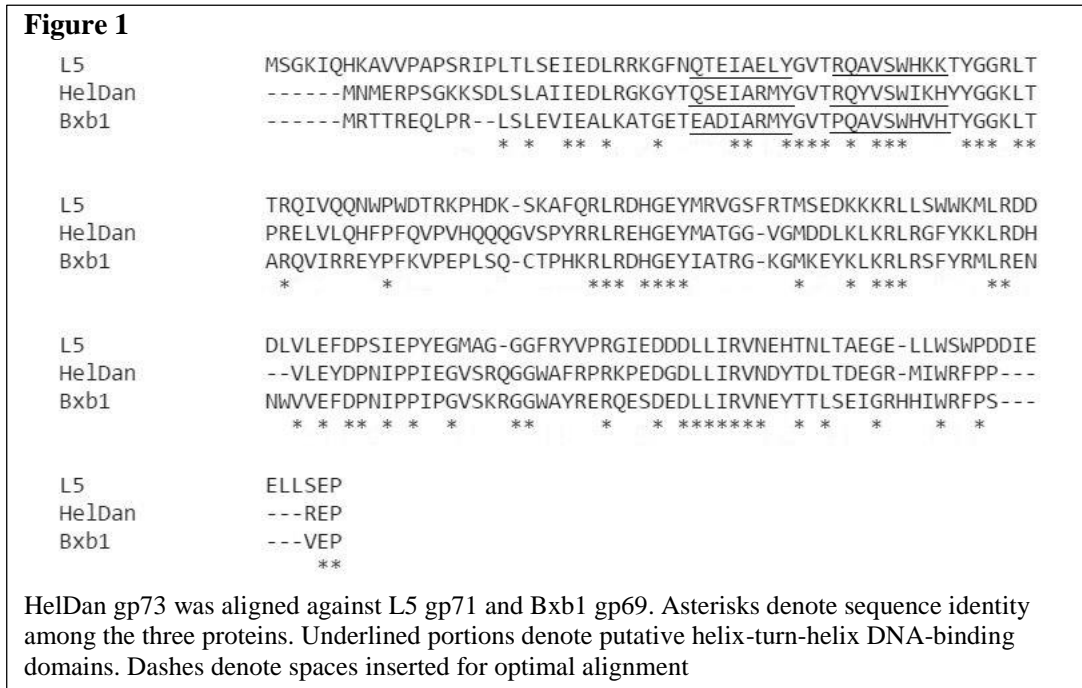 Figure 1
L5 MSGKIQHKAVVPAPSRIPLTLSEIEDLRRKGFNQTEIAELYGVTRQAVSWHKKTYGGRLT
HelDan ------MNMERPSGKKSDLSLAIIEDLRGKGYTQSEIARMYGVTRQYVSWIKHYYGGKLT
Bxb1 ------MRTTREQLPR--LSLEVIEALKATGETEADIARMYGVTPQAVSWHVHTYGGKLT
* * ** * * ** **** * *** *** **
L5 TRQIVQQNWPWDTRKPHDK-SKAFQRLRDHGEYMRVGSFRTMSEDKKKRLLSWWKMLRDD
HelDan PRELVLQHFPFQVPVHQQQGVSPYRRLREHGEYMATGG-VGMDDLKLKRLRGFYKKLRDH
Bxb1 ARQVIRREYPFKVPEPLSQ-CTPHKRLRDHGEYIATRG-KGMKEYKLKRLRSFYRMLREN
* * *** **** * * *** **
L5 DLVLEFDPSIEPYEGMAG-GGFRYVPRGIEDDDLLIRVNEHTNLTAEGE-LLWSWPDDIE
HelDan --VLEYDPNIPPIEGVSRQGGWAFRPRKPEDGDLLIRVNDYTDLTDEGR-MIWRFPP---
Bxb1 NWVVEFDPNIPPIPGVSKRGGWAYRERQESDEDLLIRVNEYTTLSEIGRHHIWRFPS---
* * ** * * * ** * * ******* * * * * *
L5 ELLSEP
HelDan ---REP
Bxb1 ---VEP
**
HelDan gp73 was aligned against L5 gp71 and Bxb1 gp69. Asterisks denote sequence identity
among the three proteins. Underlined portions denote putative helix-turn-helix DNA-binding
domains. Dashes denote spaces inserted for optimal alignment